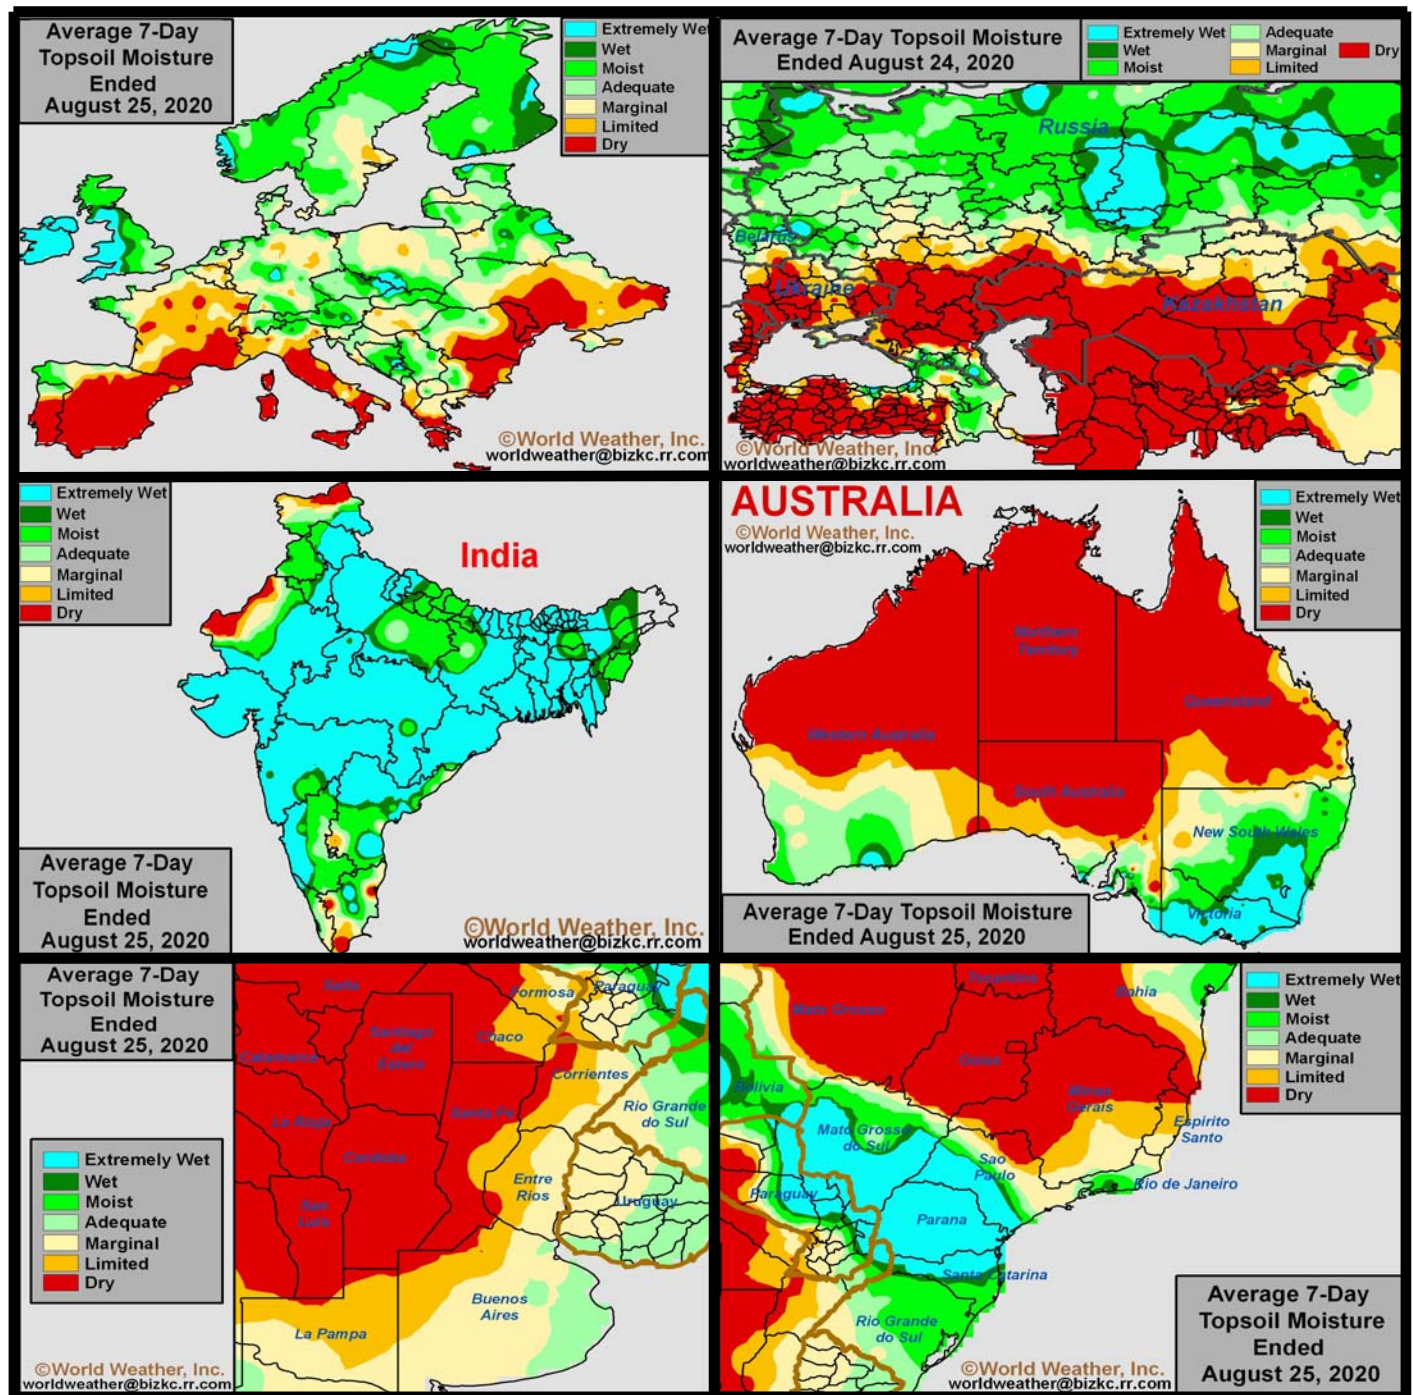 Average 7-Day
Topsoil Moisture
Ended
August 25, 2020
Extremely Wet
Wet
Moist
Adequate
Marginal
Limited
Dry
©World Weather, Inc.
worldweather@bizkc.rr.com
Average 7-Day Topsoil Moisture
Ended August 24, 2020
Extremely Wet
Wet
Moist
Adequate
Marginal
Limited
Dry
Russia
Belarus
Ukraine
Kazakhstan
©World Weather, Inc.
worldweather@bizkc.rr.com
Extremely Wet
Wet
Moist
Adequate
Marginal
Limited
Dry
India
Average 7-Day
Topsoil Moisture
Ended
August 25, 2020
©World Weather, Inc.
worldweather@bizkc.rr.com
AUSTRALIA
©World Weather, Inc.
worldweather@bizkc.rr.com
Extremely Wet
Wet
Moist
Adequate
Marginal
Limited
Dry
Northern
Territory
Queensland
Western Australia
South Australia
New South Wales
Victoria
Average 7-Day Topsoil Moisture
Ended August 25, 2020
Average 7-Day
Topsoil Moisture
Ended
August 25, 2020
Salta
Formosa
Paraguay
Santiago
del
Estero
Chaco
Catamarca
Corrientes
Rio Grande
do Sul
La Rioja
Santa Fe
Cordoba
Entre
Rios
Uruguay
San
Luis
Buenos
Aires
La Pampa
Extremely Wet
Wet
Moist
Adequate
Marginal
Limited
Dry
©World Weather, Inc.
worldweather@bizkc.rr.com
Tocantins
Bahia
Mato Grosso
Goias
Bolivia
Minas
Gerais
Espirito
Santo
Mato Grosso
do Sul
Sao
Paulo
Rio de Janeiro
Paraguay
Parana
Santa Catarina
Rio Grande
do Sul
Extremely Wet
Wet
Moist
Adequate
Marginal
Limited
Dry
Average 7-Day
Topsoil Moisture
Ended
August 25, 2020
©World Weather, Inc.
worldweather@bizkc.rr.com